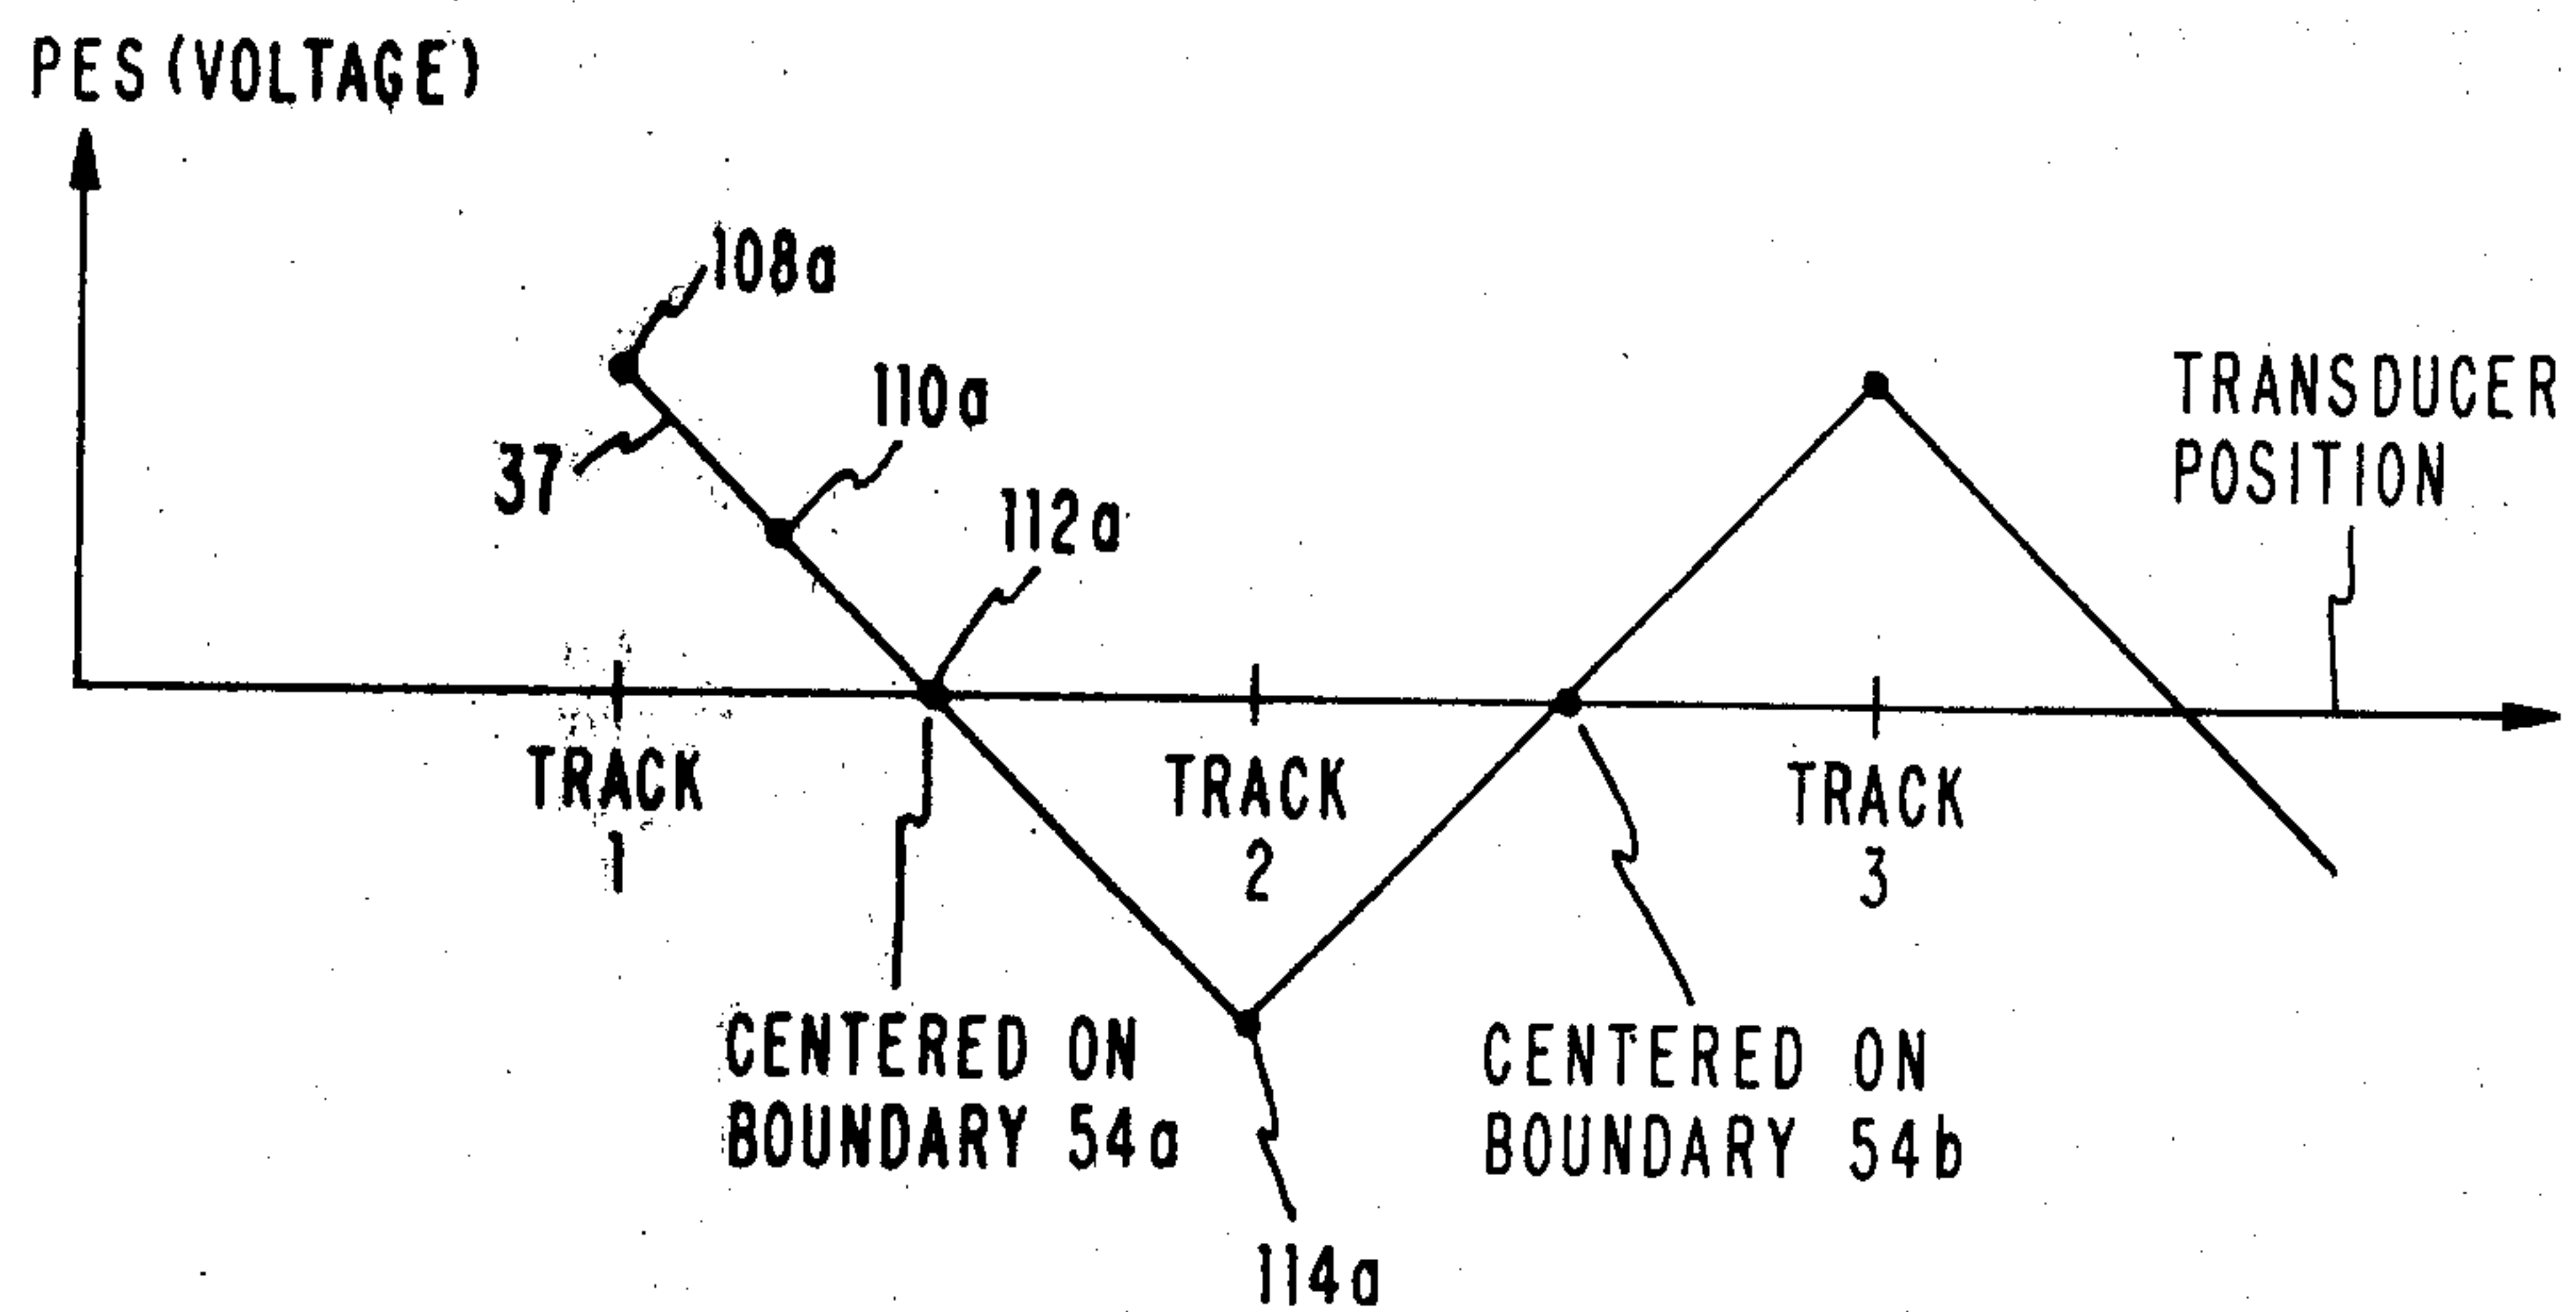 PES (VOLTAGE)
108a
110a
37
112a
TRANSDUCER
POSITION
TRACK
1
TRACK
2
TRACK
3
CENTERED ON
BOUNDARY 54a
CENTERED ON
BOUNDARY 54b
114a